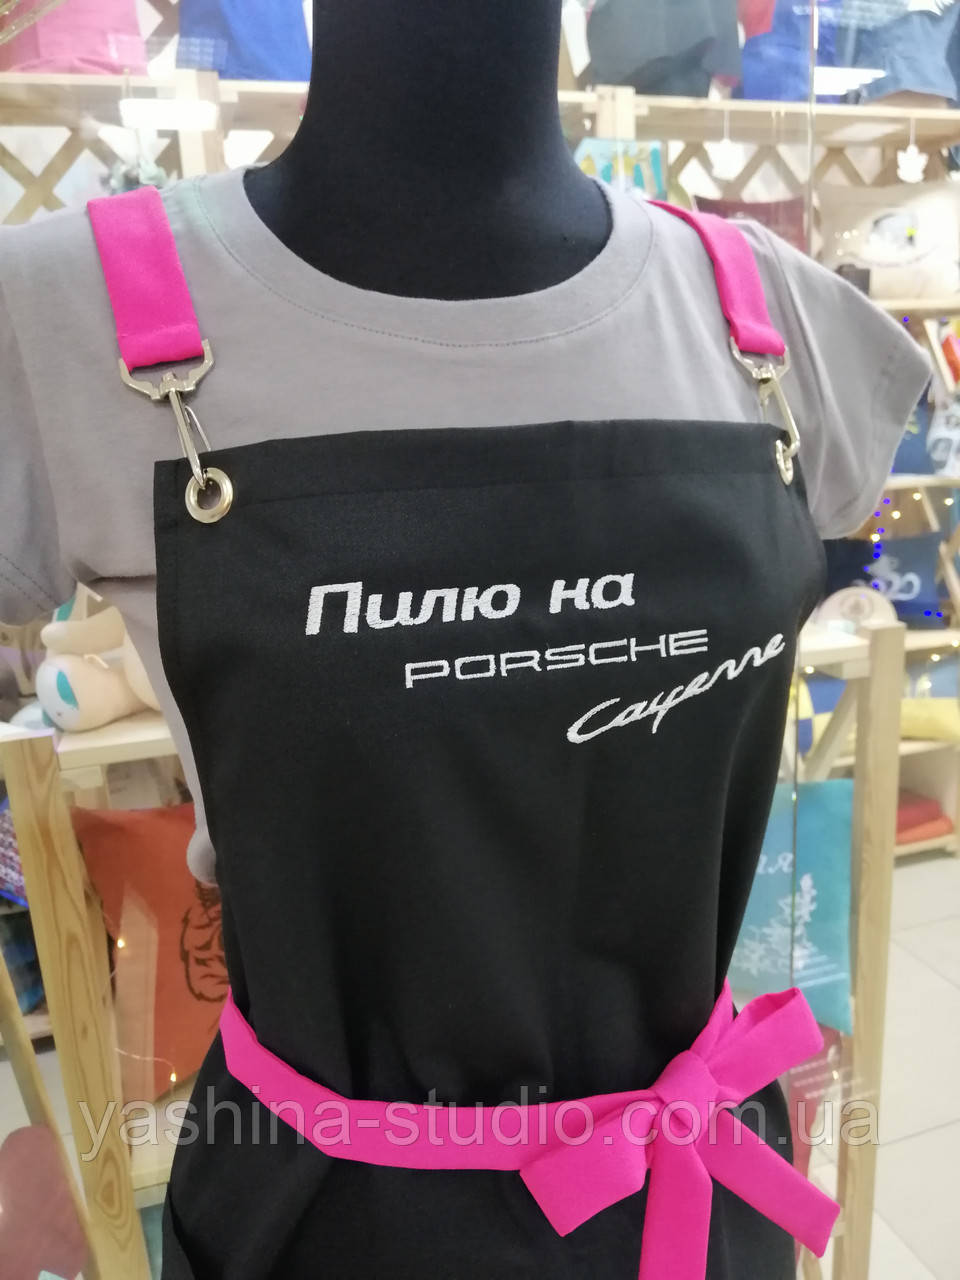 Пилю на
PORSCHE
Cayenne
yashina-studio.com.ua